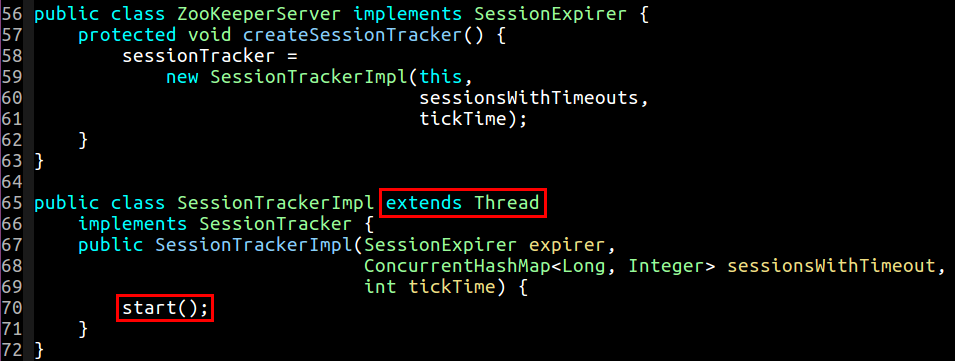 56 public class ZooKeeperServer implements SessionExpirer {
57     protected void createSessionTracker() {
58         sessionTracker =
59             new SessionTrackerImpl(this,
60                                    sessionsWithTimeouts,
61                                    tickTime);
62     }
63 }
64
65 public class SessionTrackerImpl extends Thread
66     implements SessionTracker {
67     public SessionTrackerImpl(SessionExpirer expirer,
68                               ConcurrentHashMap<Long, Integer> sessionsWithTimeout,
69                               int tickTime) {
70         start();
71     }
72 }